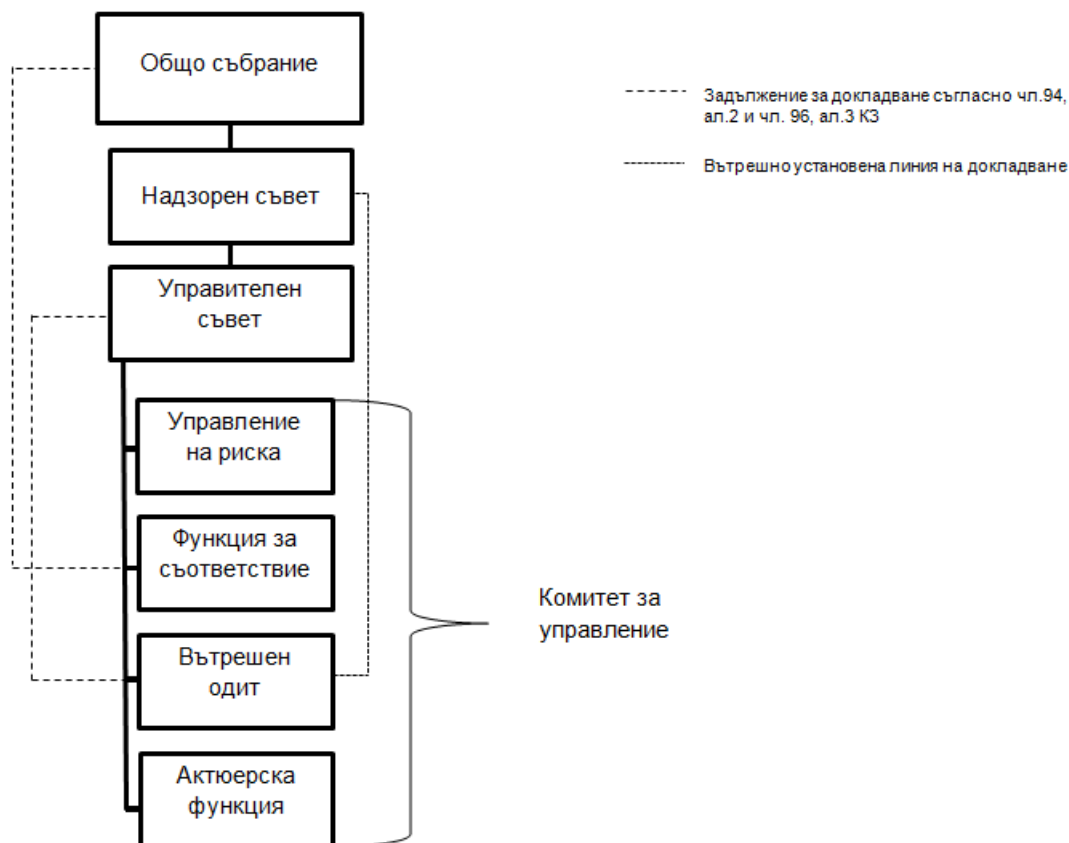 Общо събрание
Задължение за докладване съгласно чл.94,
ал.2 и чл. 96, ал.3 КЗ
Вътрешно установена линия на докладване
Надзорен съвет
Управителен
съвет
Управление
на риска
Функция за
съответствие
Комитет за
управление
Вътрешен
одит
Актюерска
функция